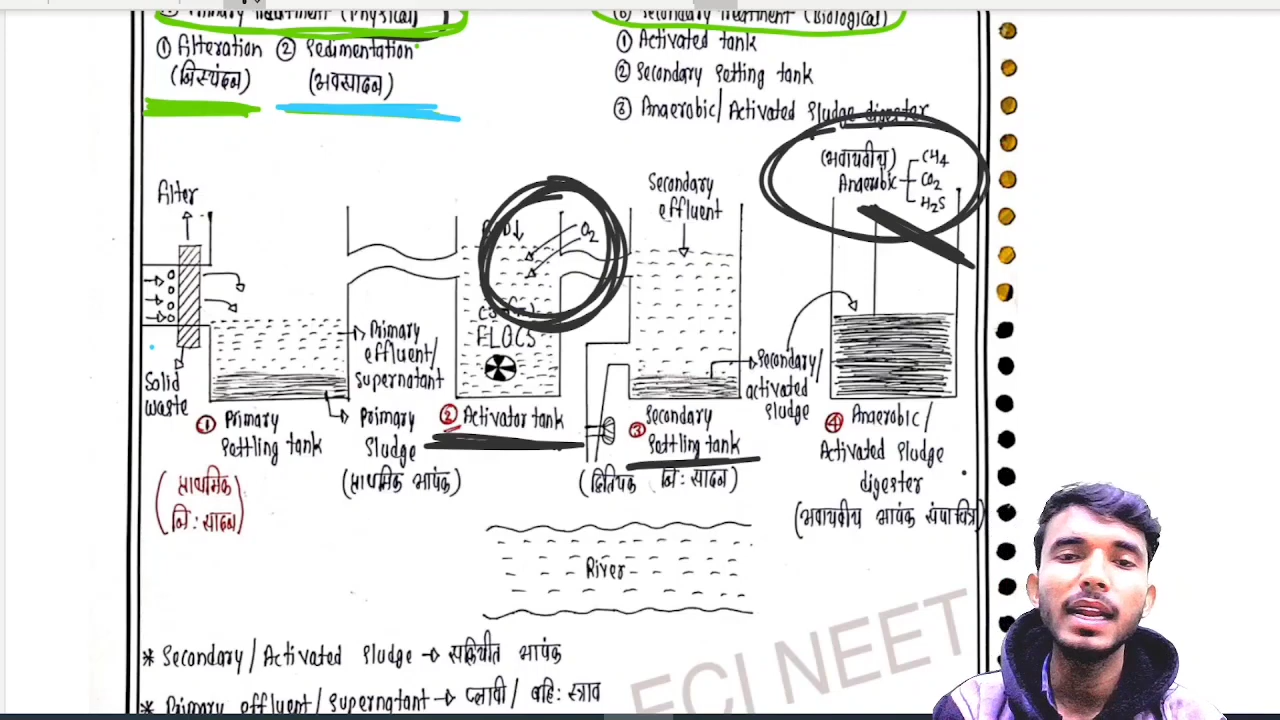 Primary Treatment (Physical)
① Alteration ② Sedimentation
(निस्पंदन) (अवसादन)
Secondary Treatment (Biological)
① Activated tank
② Secondary Setting tank
③ Anaerobic/ Activated Sludge digester
(अवायवीय)
Anaerobic
CH4
CO2
H2S
Alter
Solid
waste
① Primary
Settling tank
(प्राथमिक
नि: सादन)
Primary
effluent/
supernatant
Primary
Sludge
(प्राथमिक आपंक)
O2
FLOCS
② Activator tank
Secondary
effluent
③ Secondary
Settling tank
(द्वितियक नि: सादन)
Secondary/
activated
Sludge
④ Anaerobic/
Activated Sludge
digester
(अवायवीय आपंक संपाचित्र)
River
* Secondary/ Activated Sludge → सक्रियीत आपंक
* Primary effluent/ Supernatant → प्लावी/ बहि: स्त्राव
ECI NEET